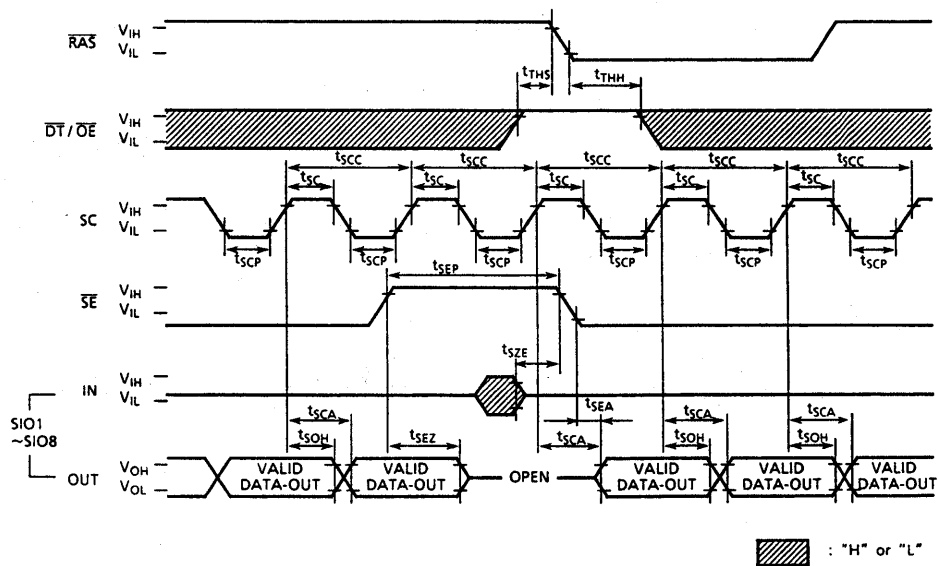 RAS VIH
VIL
tTHS tTHH
DT / OE VIH
VIL
tSCC tSCC tSCC tSCC tSCC
tSC tSC tSC tSC tSC
SC VIH
VIL
tSCP tSCP tSCP tSCP tSCP tSCP
tSEP
SE VIH
VIL
tSZE
IN VIH
VIL
SIO1
~SIO8
tSEA
tSCA tSEZ tSCA tSCA tSCA
tSOH tSOH tSOH
OUT VOH
VOL
VALID
DATA-OUT
VALID
DATA-OUT
OPEN
VALID
DATA-OUT
VALID
DATA-OUT
VALID
DATA-OUT
: "H" or "L"